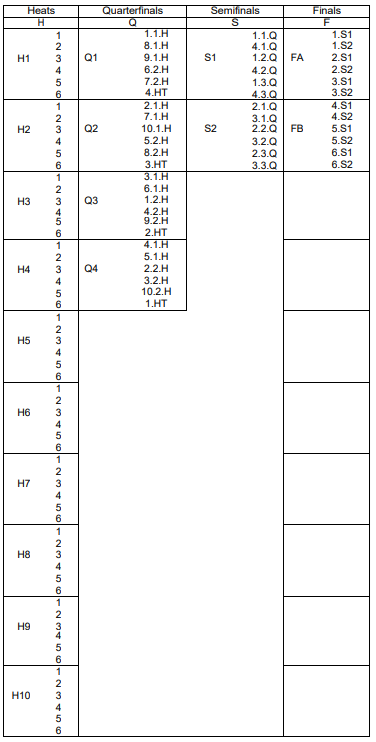 Heats Quarterfinals Semifinals Finals
H Q S F
1 1.1.H 1.1.Q 1.S1
2 8.1.H 4.1.Q 1.S2
H1 3 Q1 9.1.H S1 1.2.Q FA 2.S1
4 6.2.H 4.2.Q 2.S2
5 7.2.H 1.3.Q 3.S1
6 4.HT 4.3.Q 3.S2
1 2.1.H 2.1.Q 4.S1
2 7.1.H 3.1.Q 4.S2
H2 3 Q2 10.1.H S2 2.2.Q FB 5.S1
4 5.2.H 3.2.Q 5.S2
5 8.2.H 2.3.Q 6.S1
6 3.HT 3.3.Q 6.S2
1 3.1.H
2 6.1.H
H3 3 Q3 1.2.H
4 4.2.H
5 9.2.H
6 2.HT
1 4.1.H
2 5.1.H
H4 3 Q4 2.2.H
4 3.2.H
5 10.2.H
6 1.HT
1
2
H5 3
4
5
6
1
2
H6 3
4
5
6
1
2
H7 3
4
5
6
1
2
H8 3
4
5
6
1
2
H9 3
4
5
6
1
2
H10 3
4
5
6